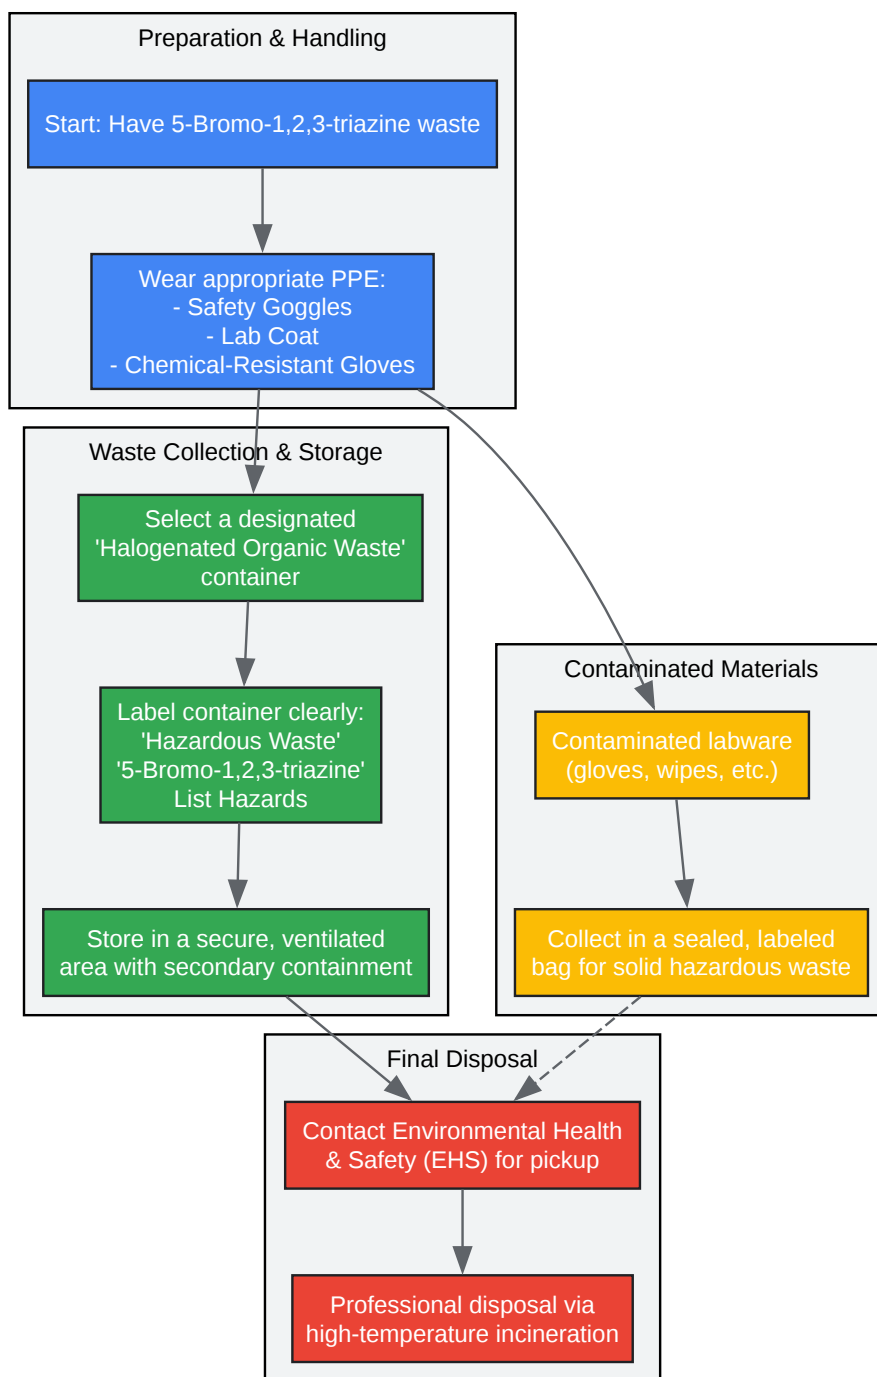 Preparation & Handling
Start: Have 5-Bromo-1,2,3-triazine waste
Wear appropriate PPE:
- Safety Goggles
- Lab Coat
- Chemical-Resistant Gloves
Waste Collection & Storage
Select a designated
'Halogenated Organic Waste'
container
Label container clearly:
'Hazardous Waste'
'5-Bromo-1,2,3-triazine'
List Hazards
Store in a secure, ventilated
area with secondary containment
Contaminated Materials
Contaminated labware
(gloves, wipes, etc.)
Collect in a sealed, labeled
bag for solid hazardous waste
Final Disposal
Contact Environmental Health
& Safety (EHS) for pickup
Professional disposal via
high-temperature incineration